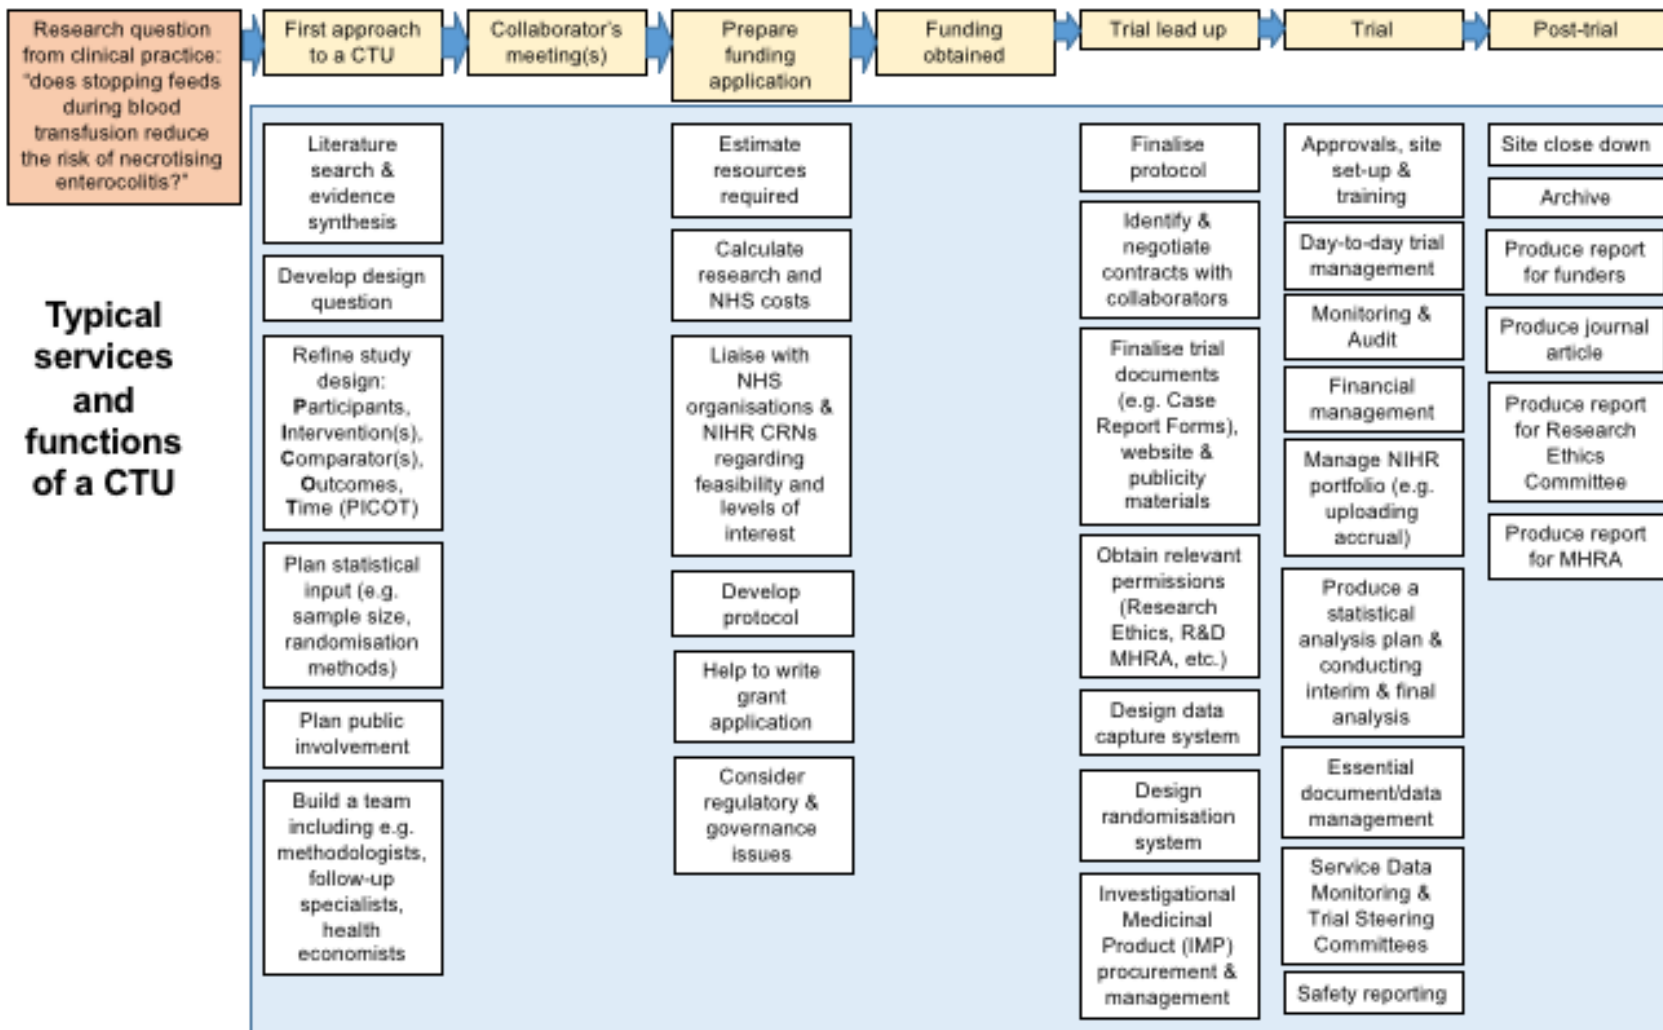 Research question
from clinical practice:
"does stopping feeds
during blood
transfusion reduce
the risk of necrotising
enterocolitis?"
First approach
to a CTU
Collaborator's
meeting(s)
Prepare
funding
application
Funding
obtained
Trial lead up
Trial
Post-trial
Typical
services
and
functions
of a CTU
Literature
search &
evidence
synthesis
Develop design
question
Refine study
design:
Participants,
Intervention(s),
Comparator(s),
Outcomes,
Time (PICOT)
Plan statistical
input (e.g.
sample size,
randomisation
methods)
Plan public
involvement
Build a team
including e.g.
methodologists,
follow-up
specialists,
health
economists
Estimate
resources
required
Calculate
research and
NHS costs
Liaise with
NHS
organisations &
NIHR CRNs
regarding
feasibility and
levels of
interest
Develop
protocol
Help to write
grant
application
Consider
regulatory &
governance
issues
Finalise
protocol
Identify &
negotiate
contracts with
collaborators
Finalise trial
documents
(e.g. Case
Report Forms),
website &
publicity
materials
Obtain relevant
permissions
(Research
Ethics, R&D
MHRA, etc.)
Design data
capture system
Design
randomisation
system
Investigational
Medicinal
Product (IMP)
procurement &
management
Approvals, site
set-up &
training
Day-to-day trial
management
Monitoring &
Audit
Financial
management
Manage NIHR
portfolio (e.g.
uploading
accrual)
Produce a
statistical
analysis plan &
conducting
interim & final
analysis
Essential
document/data
management
Service Data
Monitoring &
Trial Steering
Committees
Safety reporting
Site close down
Archive
Produce report
for funders
Produce journal
article
Produce report
for Research
Ethics
Committee
Produce report
for MHRA